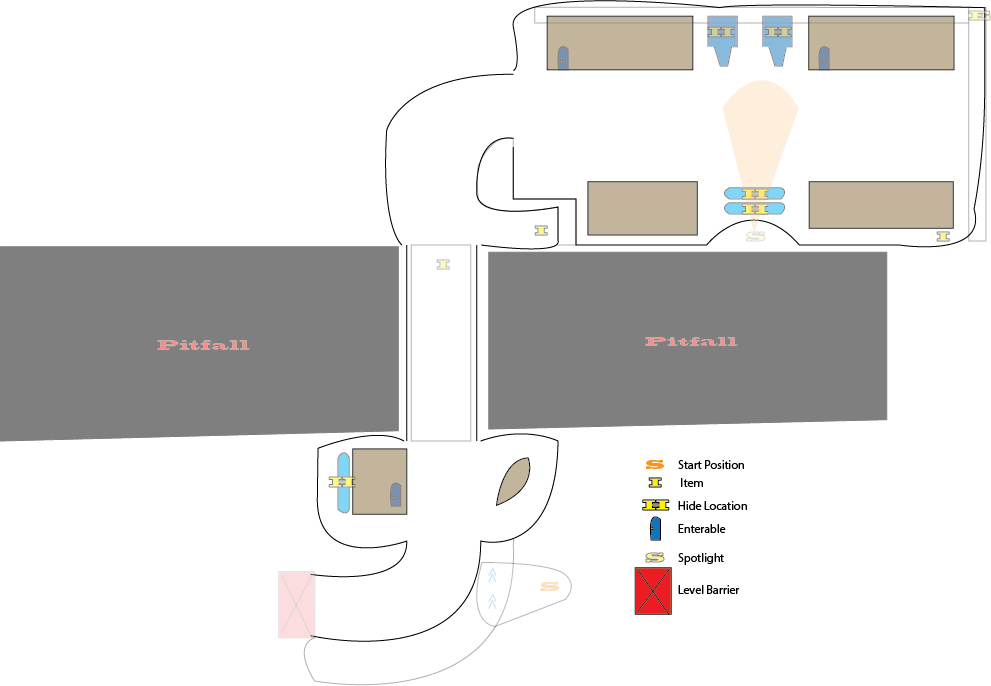 Pitfall
Pitfall
Start Position
Item
Hide Location
Enterable
Spotlight
Level Barrier